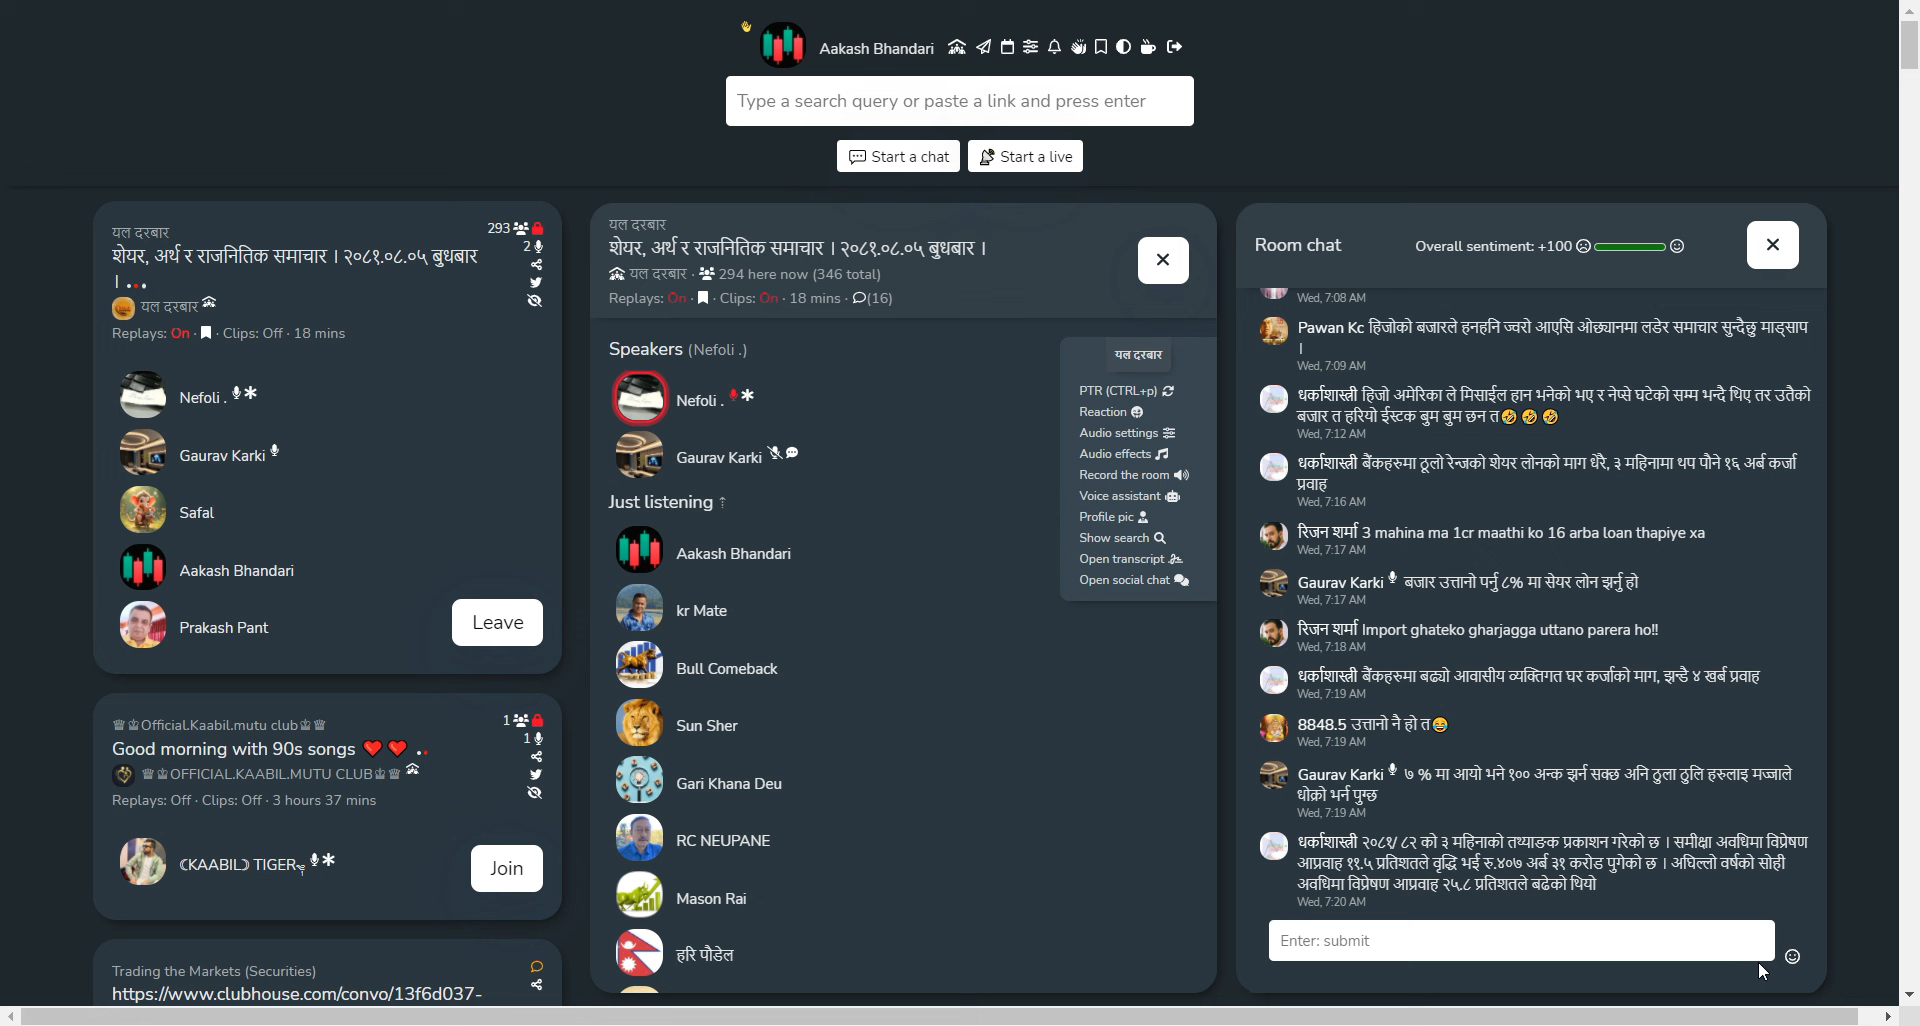 Aakash Bhandari
Type a search query or paste a link and press enter
Start a chat
Start a live
यल दरबार
293
शेयर, अर्थ र राजनितिक समाचार । २०८१.०८.०५ बुधबार
2
। ...
यल दरबार
Replays: On · Clips: Off · 18 mins
Nefoli .
Gaurav Karki
Safal
Aakash Bhandari
Prakash Pant
Leave
♕♔Official.Kaabil.mutu club♔♕
1
Good morning with 90s songs ❤️ ❤️ ..
1
♕♔OFFICIAL.KAABIL.MUTU CLUB♔♕
Replays: Off · Clips: Off · 3 hours 37 mins
☾KAABIL☽ TIGER
Join
Trading the Markets (Securities)
https://www.clubhouse.com/convo/13f6d037-
यल दरबार
शेयर, अर्थ र राजनितिक समाचार । २०८१.०८.०५ बुधबार ।
यल दरबार · 294 here now (346 total)
Replays: On · Clips: On · 18 mins · (16)
Speakers (Nefoli .)
Nefoli .
Gaurav Karki
Just listening ↑
Aakash Bhandari
kr Mate
Bull Comeback
Sun Sher
Gari Khana Deu
RC NEUPANE
Mason Rai
हरि पौडेल
यल दरबार
PTR (CTRL+p)
Reaction
Audio settings
Audio effects
Record the room
Voice assistant
Profile pic
Show search
Open transcript
Open social chat
Room chat
Overall sentiment: +100
Wed, 7:08 AM
Pawan Kc हिजोको बजारले हनहनि ज्वरो आएसि ओछ्यानमा लडेर समाचार सुन्दैछु माड्साप
।
Wed, 7:09 AM
धर्काशास्त्री हिजो अमेरिका ले मिसाईल हान भनेको भए र नेप्से घटेको सम्म भन्दै थिए तर उतैको
बजार त हरियो ईस्टक बुम बुम छन त🤣 🤣 🤣
Wed, 7:12 AM
धर्काशास्त्री बैंकहरुमा ठूलो रेन्जको शेयर लोनको माग धेरै, ३ महिनामा थप पौने १६ अर्ब कर्जा
प्रवाह
Wed, 7:16 AM
रिजन शर्मा 3 mahina ma 1cr maathi ko 16 arba loan thapiye xa
Wed, 7:17 AM
Gaurav Karki बजार उत्तानो पर्नु ८% मा सेयर लोन झर्नु हो
Wed, 7:17 AM
रिजन शर्मा Import ghateko gharjagga uttano parera ho!!
Wed, 7:18 AM
धर्काशास्त्री बैंकहरुमा बढ्यो आवासीय व्यक्तिगत घर कर्जाको माग, झन्डै ४ खर्ब प्रवाह
Wed, 7:19 AM
8848.5 उत्तानो नै हो त😂
Wed, 7:19 AM
Gaurav Karki ७ % मा आयो भने १०० अन्क झर्न सक्छ अनि ठुला ठुलि हरुलाइ मज्जाले
धोक्रो भर्न पुग्छ
Wed, 7:19 AM
धर्काशास्त्री २०८१/ ८२ को ३ महिनाको तथ्याङक प्रकाशन गरेको छ । समीक्षा अवधिमा विप्रेषण
आप्रवाह ११.५ प्रतिशतले वृद्धि भई रु.४०७ अर्ब ३१ करोड पुगेको छ । अघिल्लो वर्षको सोही
अवधिमा विप्रेषण आप्रवाह २५.८ प्रतिशतले बढेको थियो
Wed, 7:20 AM
Enter: submit